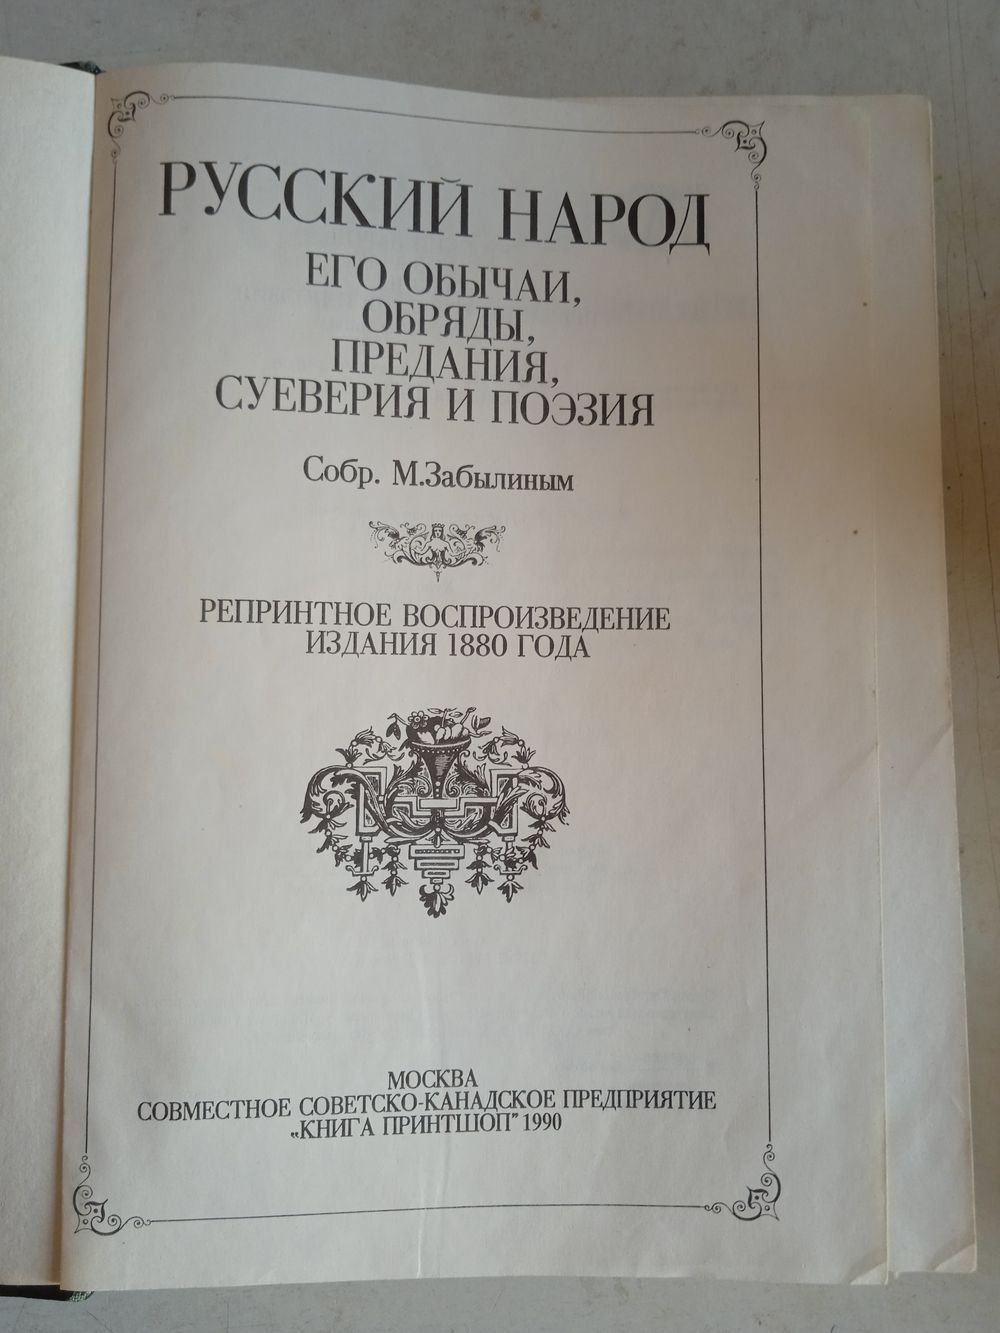 РУССКИЙ НАРОД
ЕГО ОБЫЧАИ,
ОБРЯДЫ,
ПРЕДАНИЯ,
СУЕВЕРИЯ И ПОЭЗИЯ
Собр. М.Забылиным
РЕПРИНТНОЕ ВОСПРОИЗВЕДЕНИЕ
ИЗДАНИЯ 1880 ГОДА
МОСКВА
СОВМЕСТНОЕ СОВЕТСКО-КАНАДСКОЕ ПРЕДПРИЯТИЕ
„КНИГА ПРИНТШОП" 1990